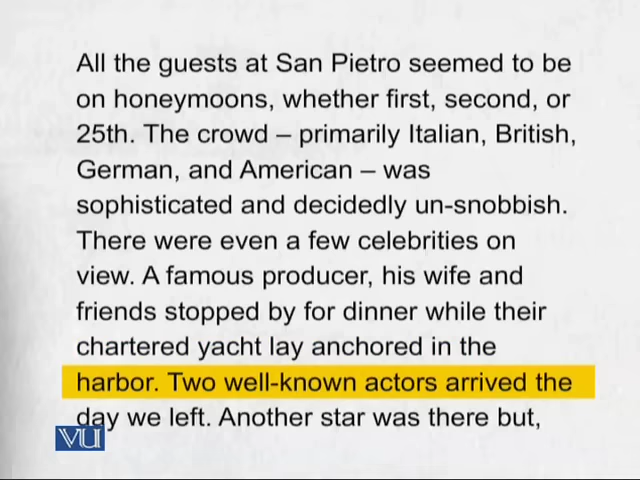 All the guests at San Pietro seemed to be
on honeymoons, whether first, second, or
25th. The crowd – primarily Italian, British,
German, and American – was
sophisticated and decidedly un-snobbish.
There were even a few celebrities on
view. A famous producer, his wife and
friends stopped by for dinner while their
chartered yacht lay anchored in the
harbor. Two well-known actors arrived the
day we left. Another star was there but,
VU